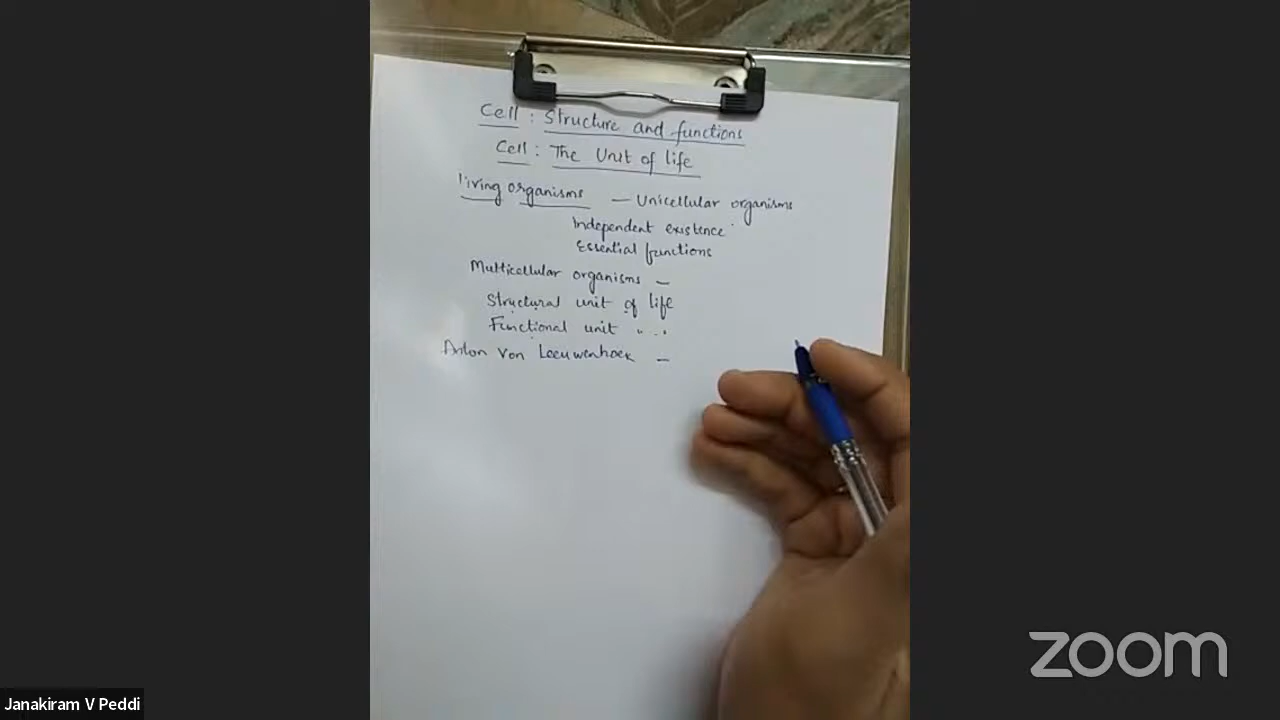 Cell : Structure and functions
Cell : The Unit of life
living organisms — Unicellular organisms
Independent existence
Essential functions
Multicellular organisms —
Structural unit of life
Functional unit " . "
Anton Von Leeuwenhoek —
zoom
Janakiram V Peddi